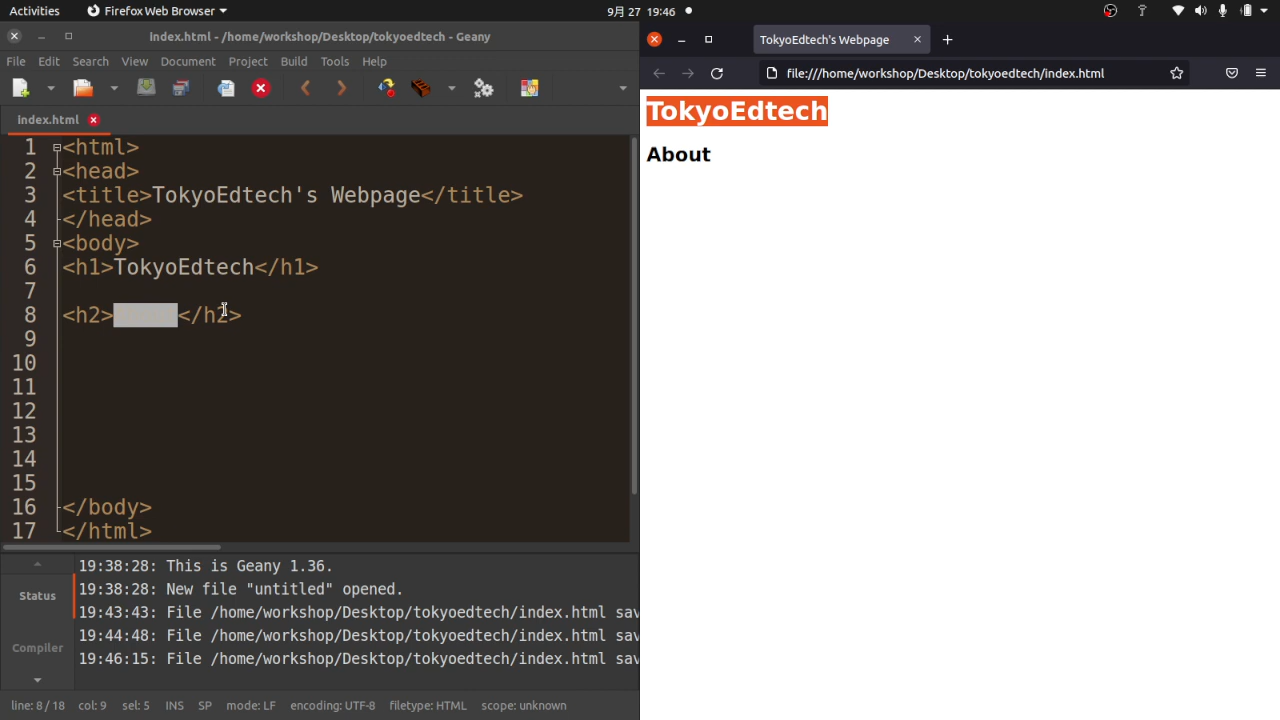 Activities Firefox Web Browser 9月 27 19:46
index.html - /home/workshop/Desktop/tokyoedtech - Geany
File Edit Search View Document Project Build Tools Help
index.html
1 <html>
2 <head>
3 <title>TokyoEdtech's Webpage</title>
4 </head>
5 <body>
6 <h1>TokyoEdtech</h1>
7
8 <h2></h2>
9
10
11
12
13
14
15
16 </body>
17 </html>
Status
Compiler
19:38:28: This is Geany 1.36.
19:38:28: New file "untitled" opened.
19:43:43: File /home/workshop/Desktop/tokyoedtech/index.html sav
19:44:48: File /home/workshop/Desktop/tokyoedtech/index.html sav
19:46:15: File /home/workshop/Desktop/tokyoedtech/index.html sav
line: 8 / 18 col: 9 sel: 5 INS SP mode: LF encoding: UTF-8 filetype: HTML scope: unknown
TokyoEdtech's Webpage
file:///home/workshop/Desktop/tokyoedtech/index.html
TokyoEdtech
About